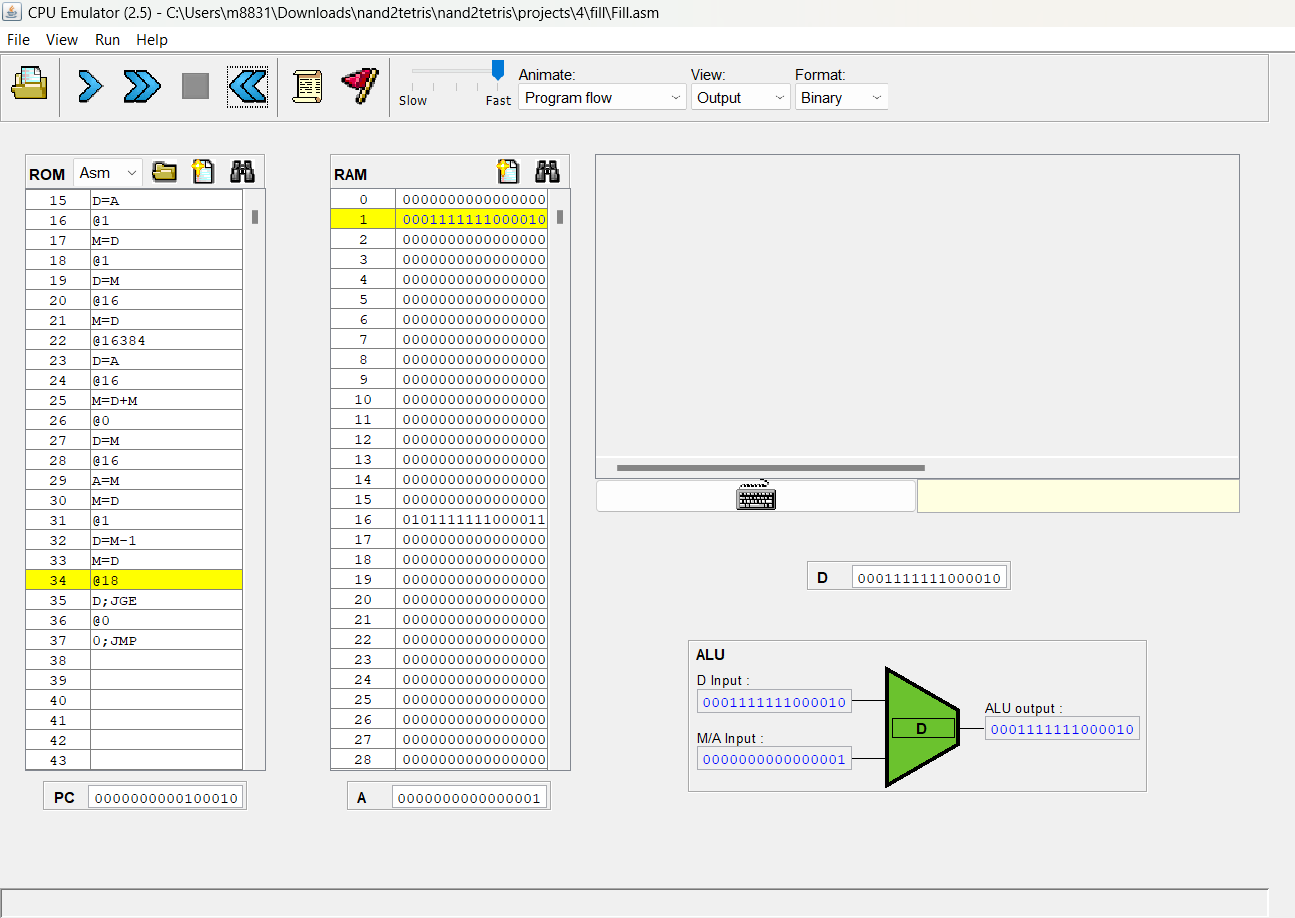 CPU Emulator (2.5) - C:\Users\m8831\Downloads\nand2tetris\nand2tetris\projects\4\fill\Fill.asm
File View Run Help
Slow Fast
Animate:
Program flow
View:
Output
Format:
Binary
ROM Asm
15 D=A
16 @1
17 M=D
18 @1
19 D=M
20 @16
21 M=D
22 @16384
23 D=A
24 @16
25 M=D+M
26 @0
27 D=M
28 @16
29 A=M
30 M=D
31 @1
32 D=M-1
33 M=D
34 @18
35 D;JGE
36 @0
37 0;JMP
38
39
40
41
42
43
PC 0000000000100010
RAM
0 0000000000000000
1 0001111111000010
2 0000000000000000
3 0000000000000000
4 0000000000000000
5 0000000000000000
6 0000000000000000
7 0000000000000000
8 0000000000000000
9 0000000000000000
10 0000000000000000
11 0000000000000000
12 0000000000000000
13 0000000000000000
14 0000000000000000
15 0000000000000000
16 0101111111000011
17 0000000000000000
18 0000000000000000
19 0000000000000000
20 0000000000000000
21 0000000000000000
22 0000000000000000
23 0000000000000000
24 0000000000000000
25 0000000000000000
26 0000000000000000
27 0000000000000000
28 0000000000000000
A 0000000000000001
D 0001111111000010
ALU
D Input :
0001111111000010
M/A Input :
0000000000000001
D
ALU output :
0001111111000010